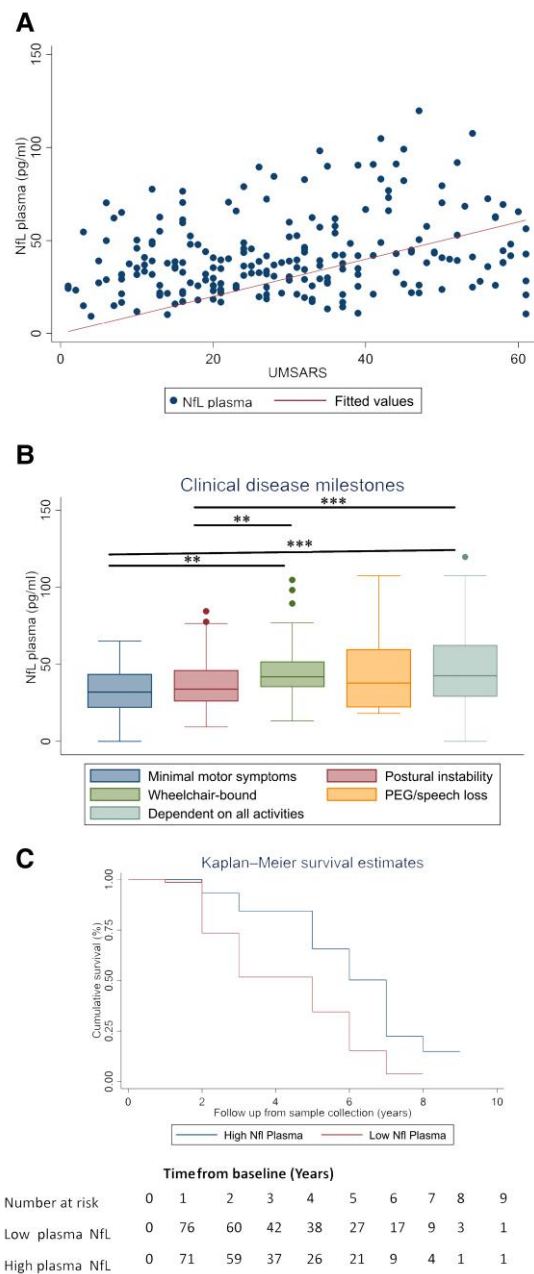 A
150
100
50
0
NfL plasma (pg/ml)
0 20 40 60
UMSARS
NfL plasma Fitted values
B
Clinical disease milestones
***
**
***
**
150
100
50
0
NfL plasma (pg/ml)
Minimal motor symptoms Postural instability
Wheelchair-bound PEG/speech loss
Dependent on all activities
C
Kaplan–Meier survival estimates
1.00
0.75
0.50
0.25
0.00
Cumulative survival (%)
0 2 4 6 8 10
Follow up from sample collection (years)
High Nfl Plasma Low Nfl Plasma
Time from baseline (Years)
Number at risk 0 1 2 3 4 5 6 7 8 9
Low plasma NfL 0 76 60 42 38 27 17 9 3 1
High plasma NfL 0 71 59 37 26 21 9 4 1 1